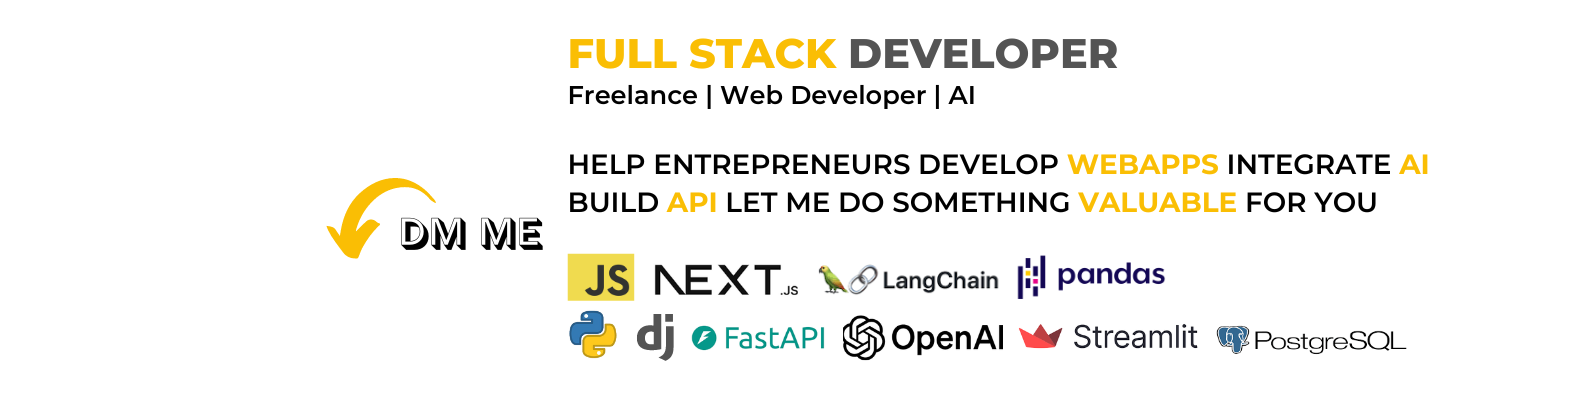 FULL STACK DEVELOPER
Freelance | Web Developer | AI
HELP ENTREPRENEURS DEVELOP WEBAPPS INTEGRATE AI
BUILD API LET ME DO SOMETHING VALUABLE FOR YOU
DM ME
JS NEXT.JS LangChain pandas
dj FastAPI OpenAI Streamlit PostgreSQL